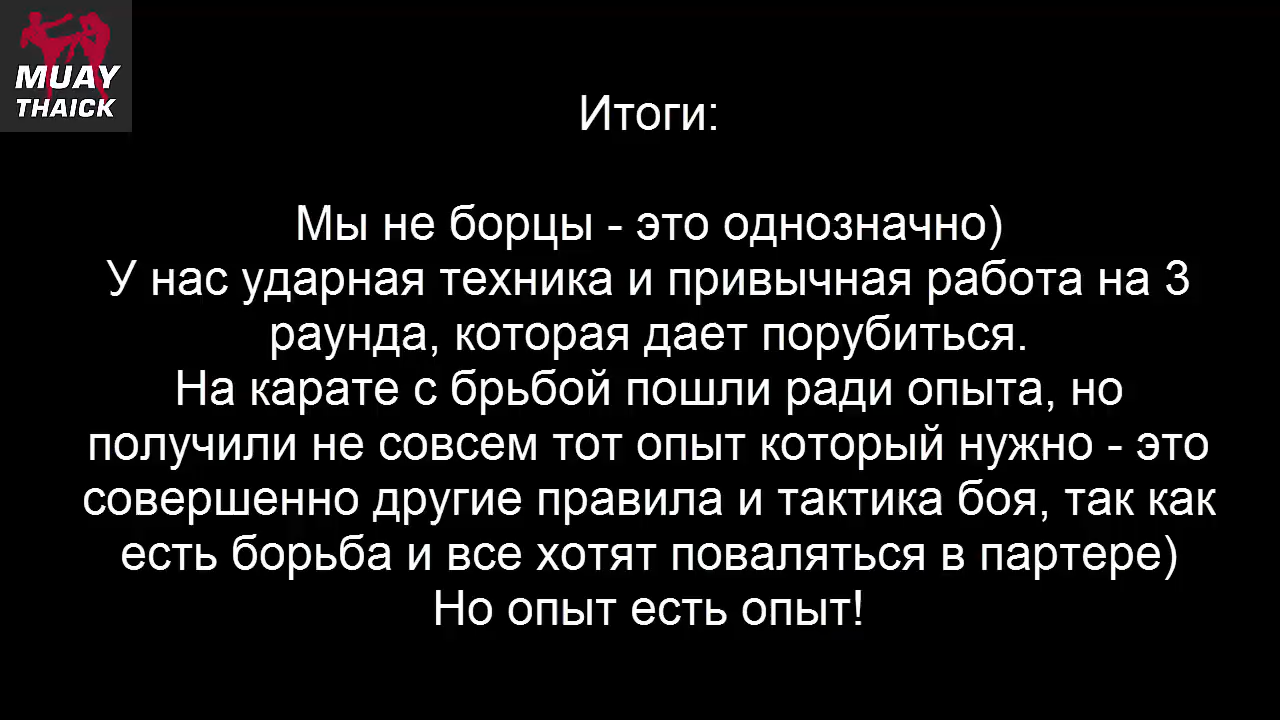 MUAY
THAICK
Итоги:
Мы не борцы - это однозначно)
У нас ударная техника и привычная работа на 3
раунда, которая дает порубиться.
На карате с брьбой пошли ради опыта, но
получили не совсем тот опыт который нужно - это
совершенно другие правила и тактика боя, так как
есть борьба и все хотят поваляться в партере)
Но опыт есть опыт!